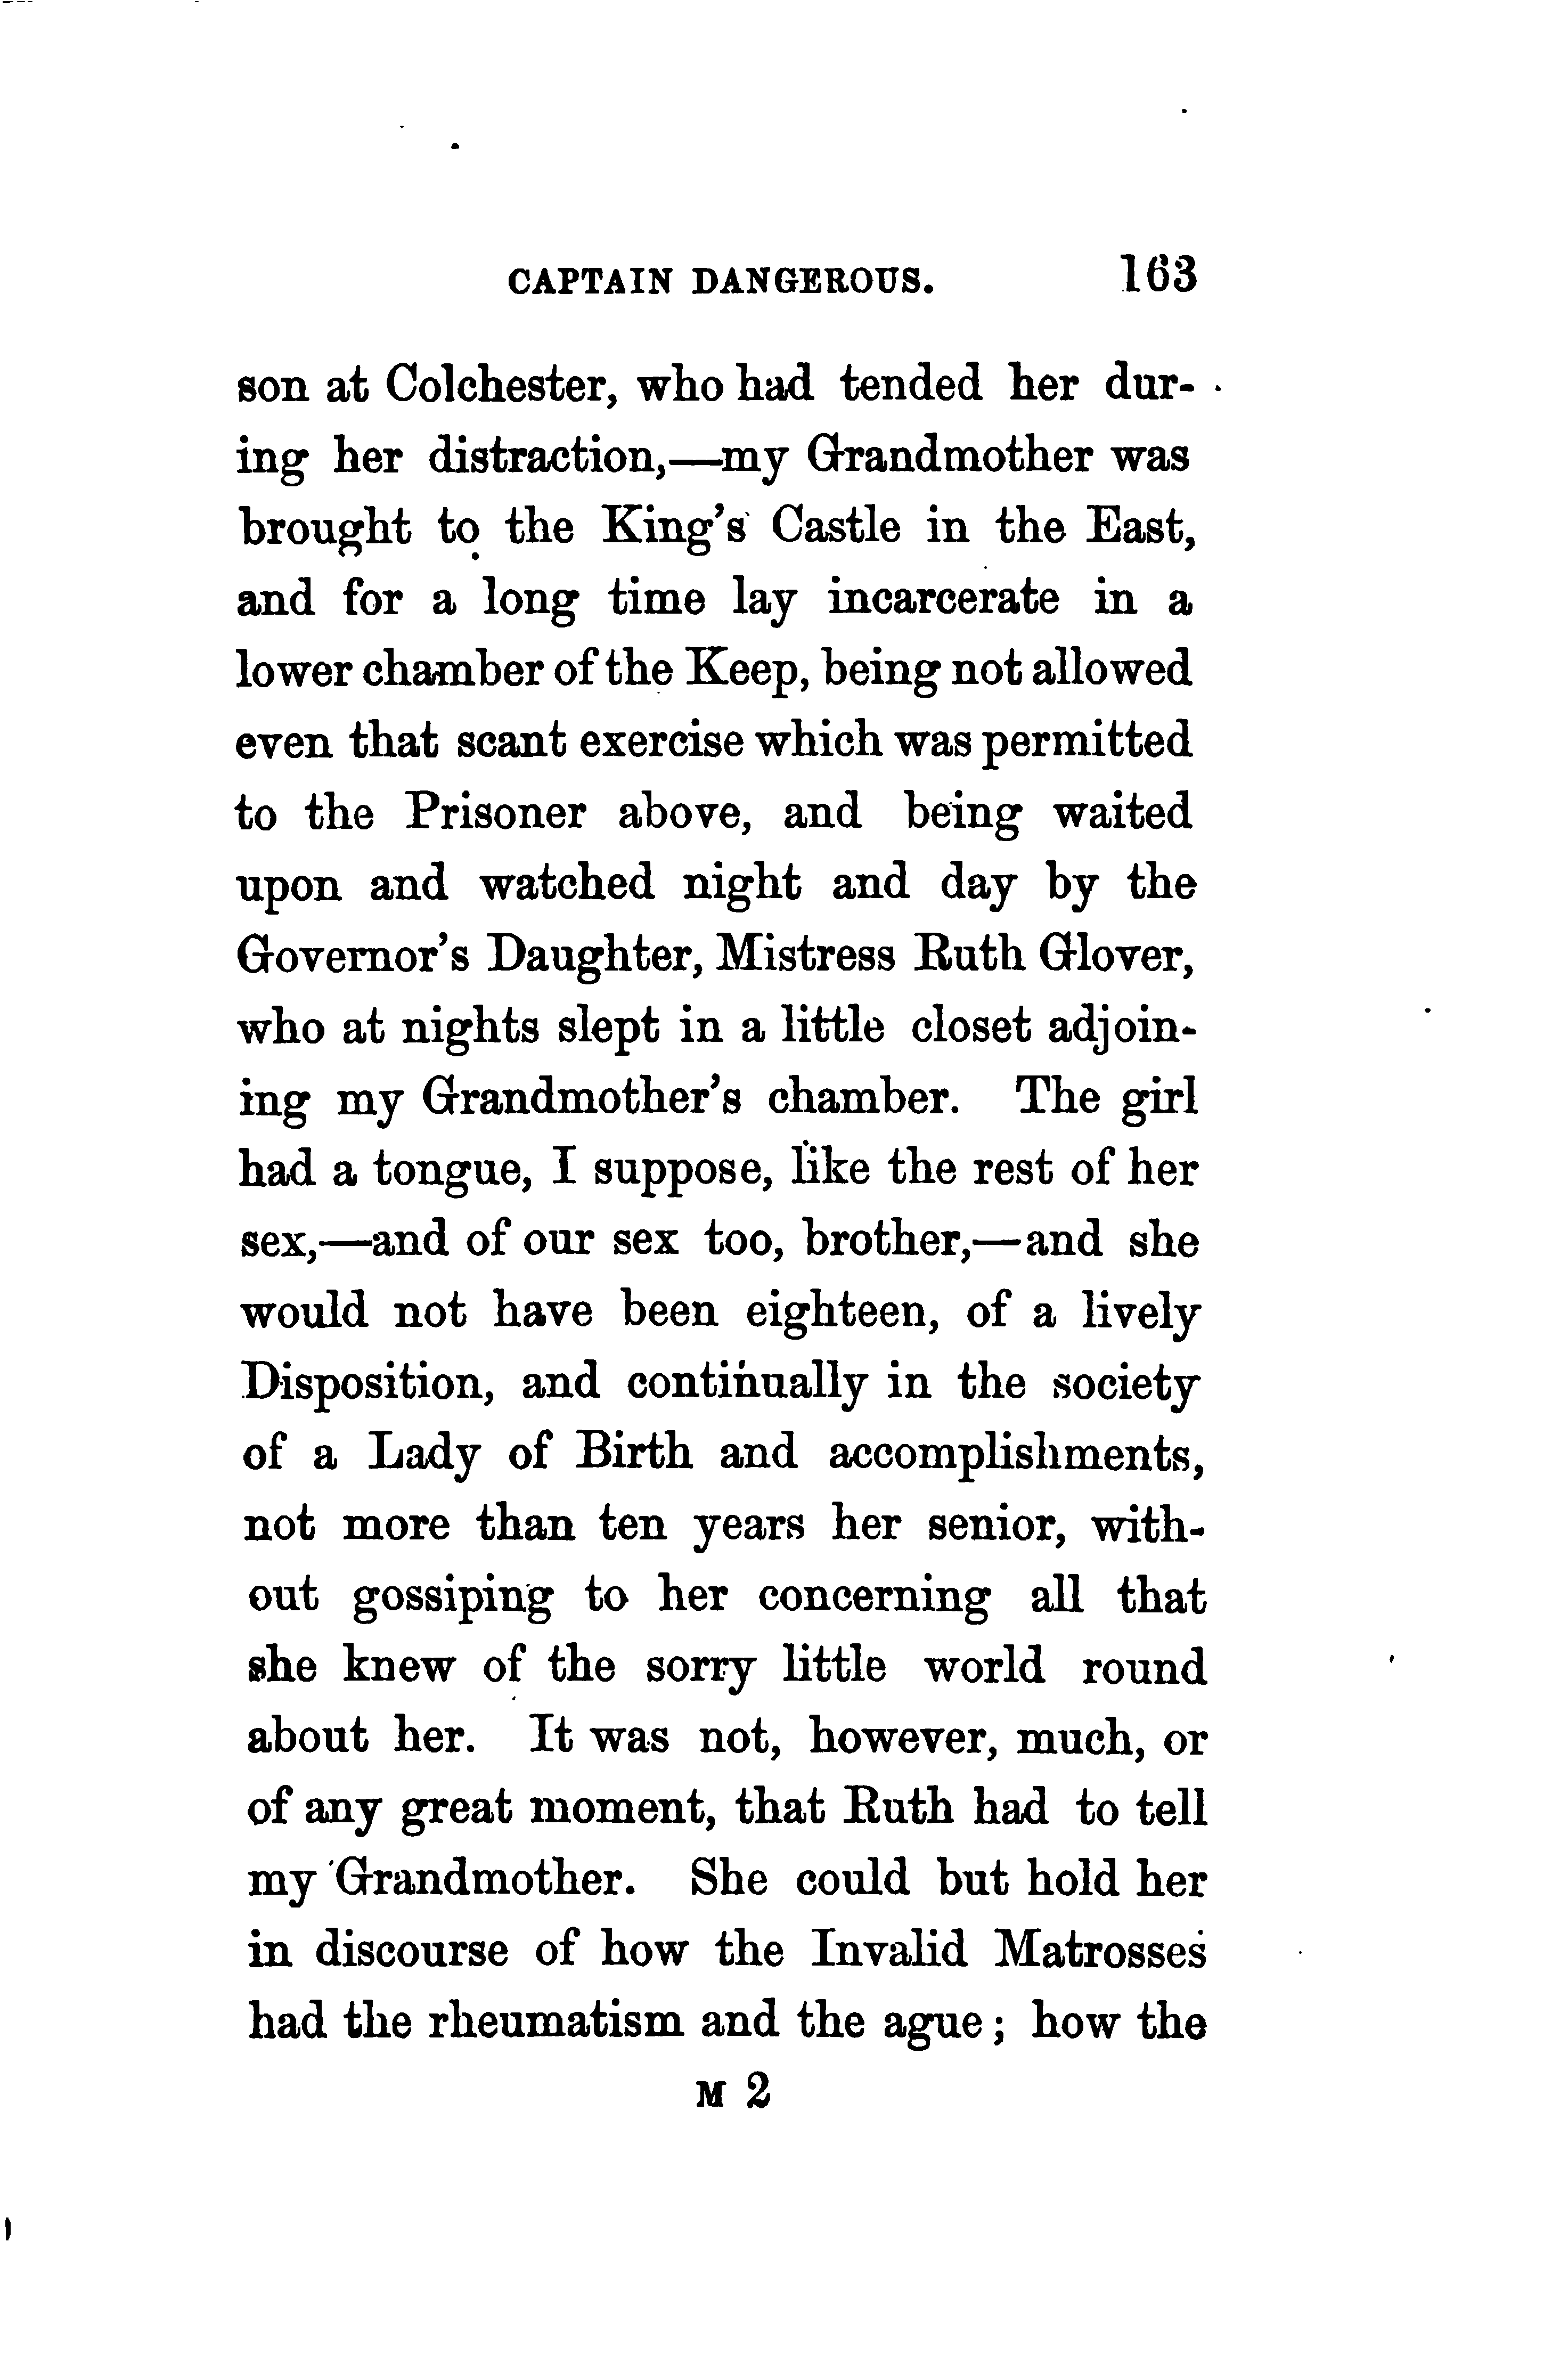 CAPTAIN DANGEROUS. 163
son at Colchester, who had tended her dur-
ing her distraction,—my Grandmother was
brought to the King's Castle in the East,
and for a long time lay incarcerate in a
lower chamber of the Keep, being not allowed
even that scant exercise which was permitted
to the Prisoner above, and being waited
upon and watched night and day by the
Governor's Daughter, Mistress Ruth Glover,
who at nights slept in a little closet adjoin-
ing my Grandmother's chamber. The girl
had a tongue, I suppose, like the rest of her
sex,—and of our sex too, brother,—and she
would not have been eighteen, of a lively
Disposition, and continually in the society
of a Lady of Birth and accomplishments,
not more than ten years her senior, with-
out gossiping to her concerning all that
she knew of the sorry little world round
about her. It was not, however, much, or
of any great moment, that Ruth had to tell
my Grandmother. She could but hold her
in discourse of how the Invalid Matrosses
had the rheumatism and the ague; how the
M 2